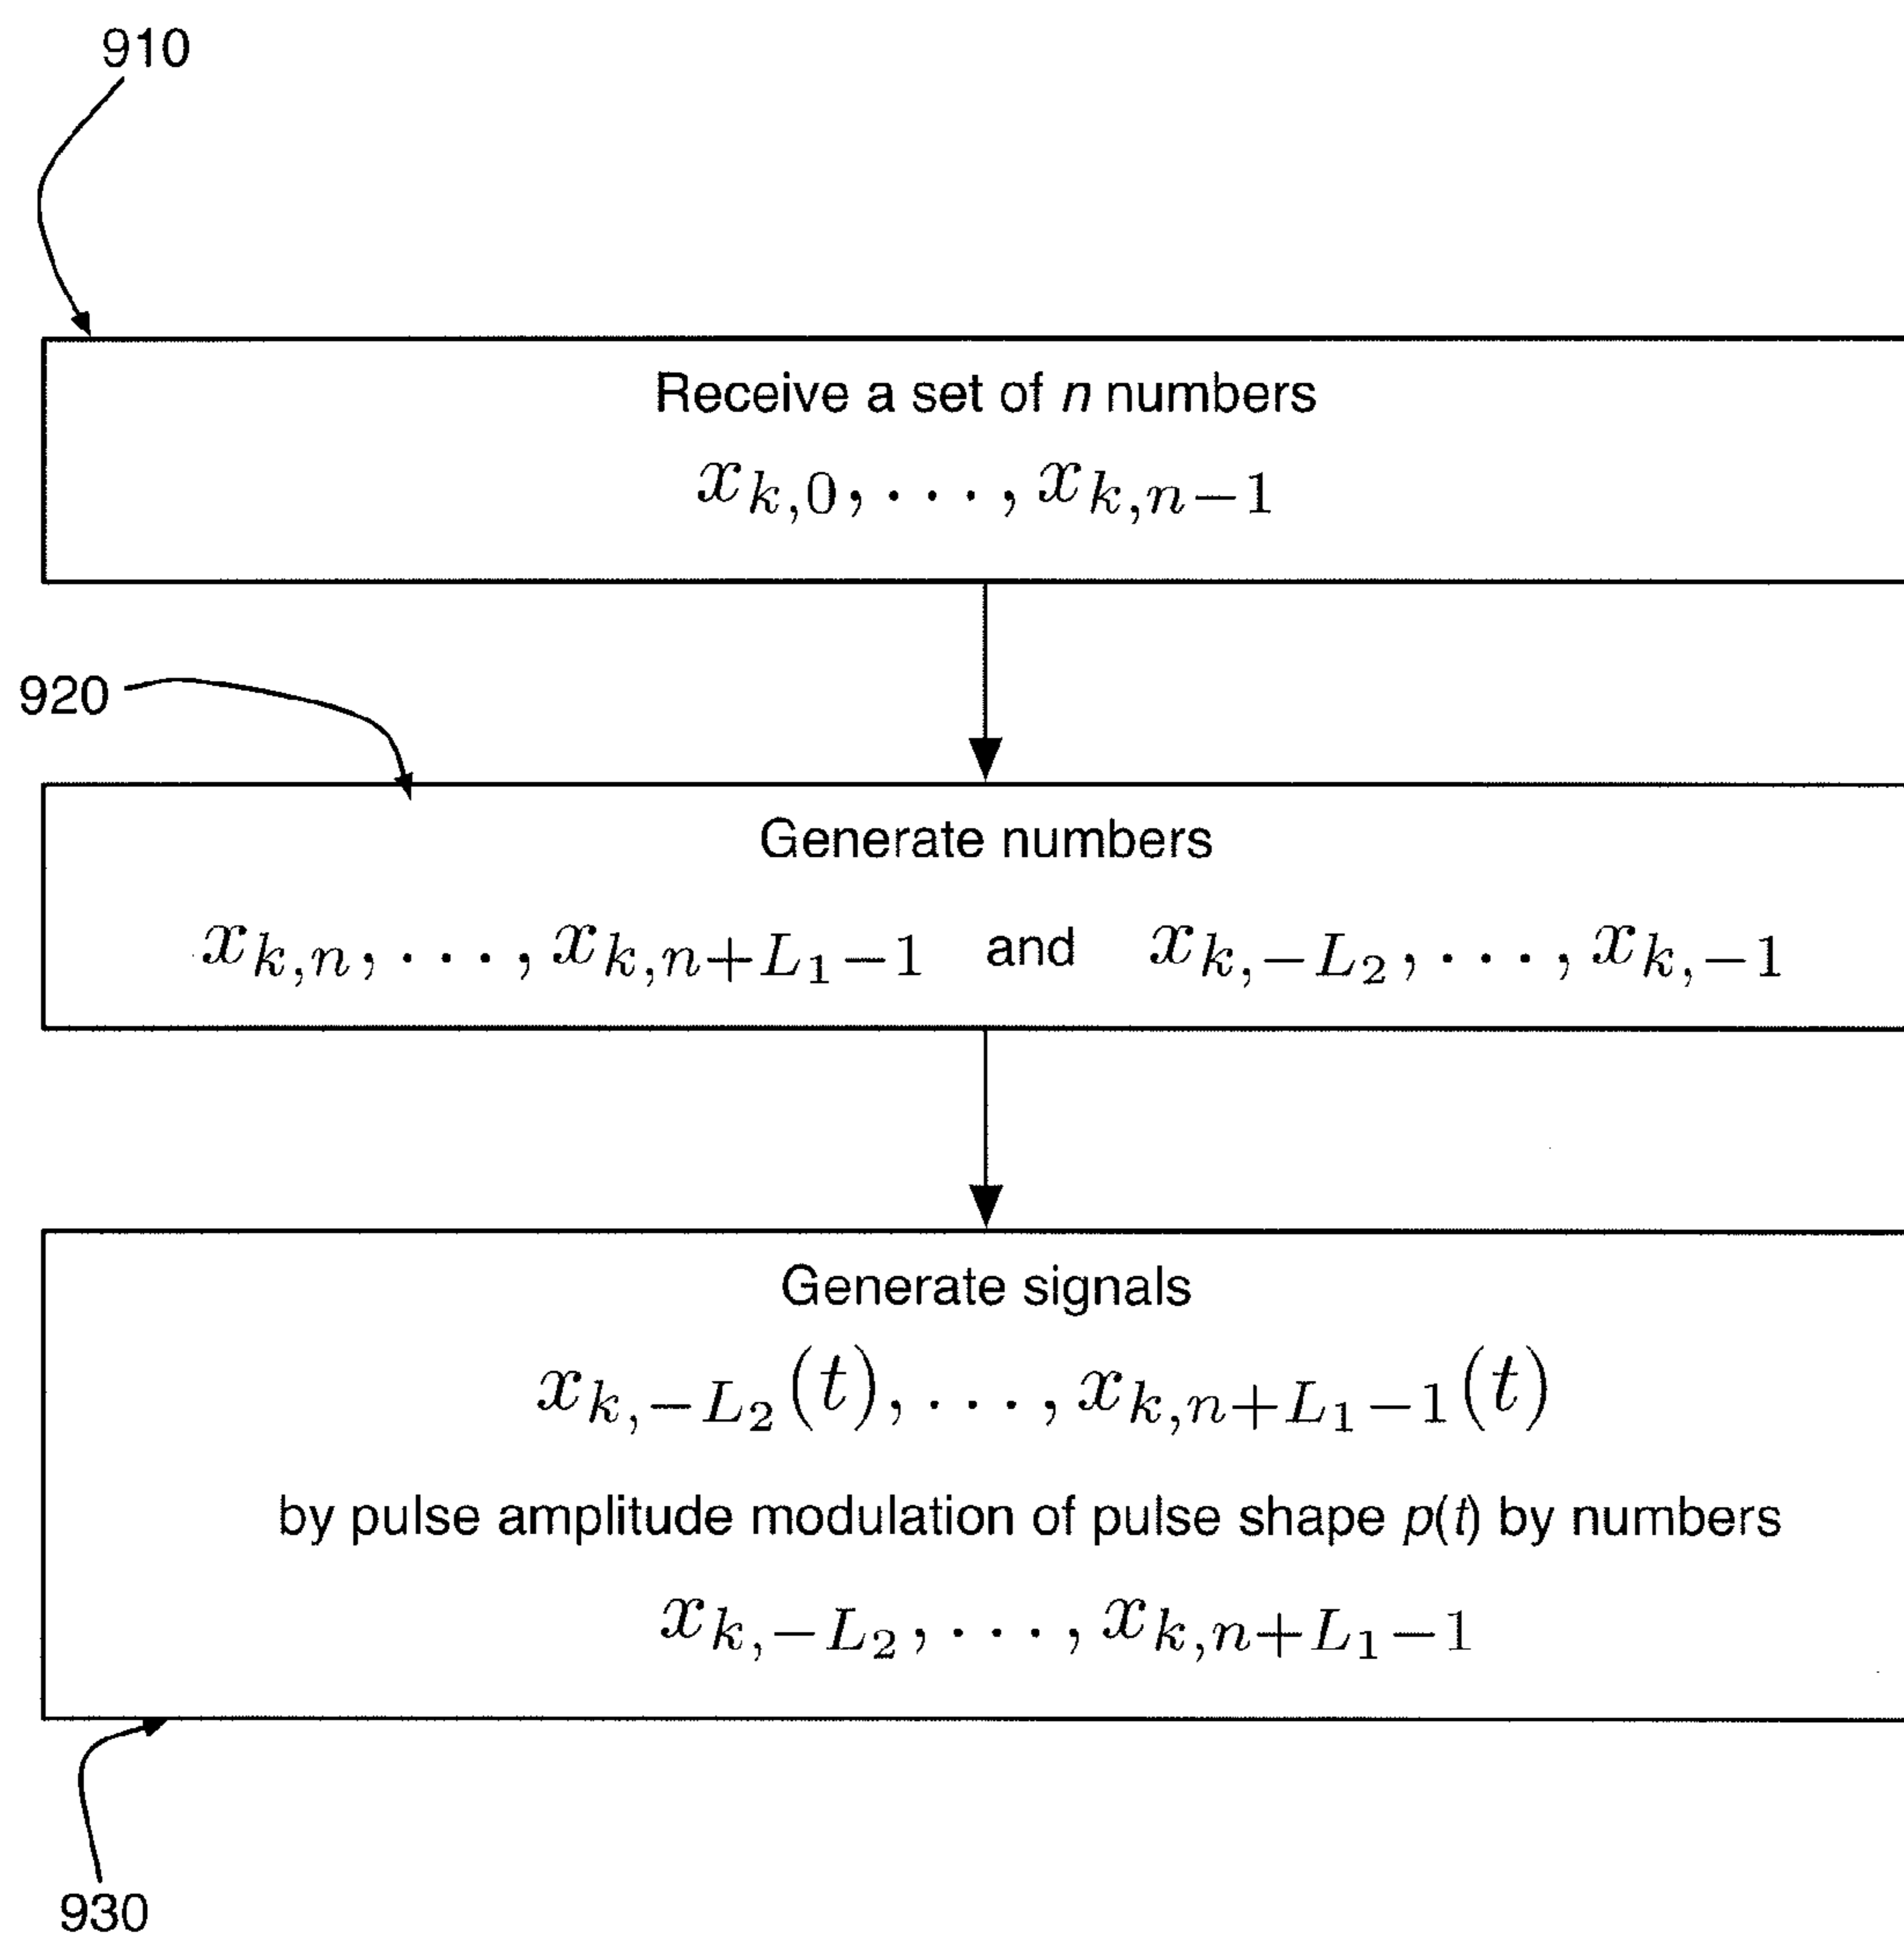 910
Receive a set of n numbers
x_{k,0}, . . . , x_{k,n−1}
920
Generate numbers
x_{k,n}, . . . , x_{k,n+L_1−1} and x_{k,−L_2}, . . . , x_{k,−1}
Generate signals
x_{k,−L_2}(t), . . . , x_{k,n+L_1−1}(t)
by pulse amplitude modulation of pulse shape p(t) by numbers
x_{k,−L_2}, . . . , x_{k,n+L_1−1}
930